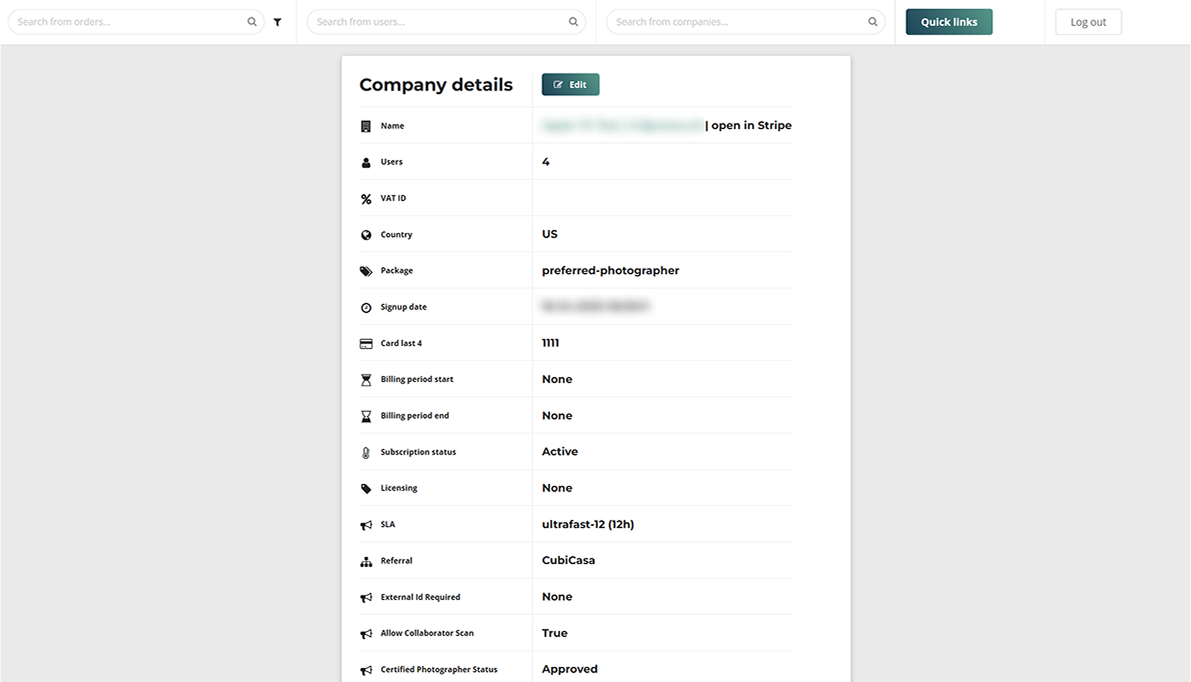 Search from orders...
Search from users...
Search from companies...
Quick links
Log out
Company details
Edit
Name
| open in Stripe
Users
4
VAT ID
Country
US
Package
preferred-photographer
Signup date
Card last 4
1111
Billing period start
None
Billing period end
None
Subscription status
Active
Licensing
None
SLA
ultrafast-12 (12h)
Referral
CubiCasa
External Id Required
None
Allow Collaborator Scan
True
Certified Photographer Status
Approved